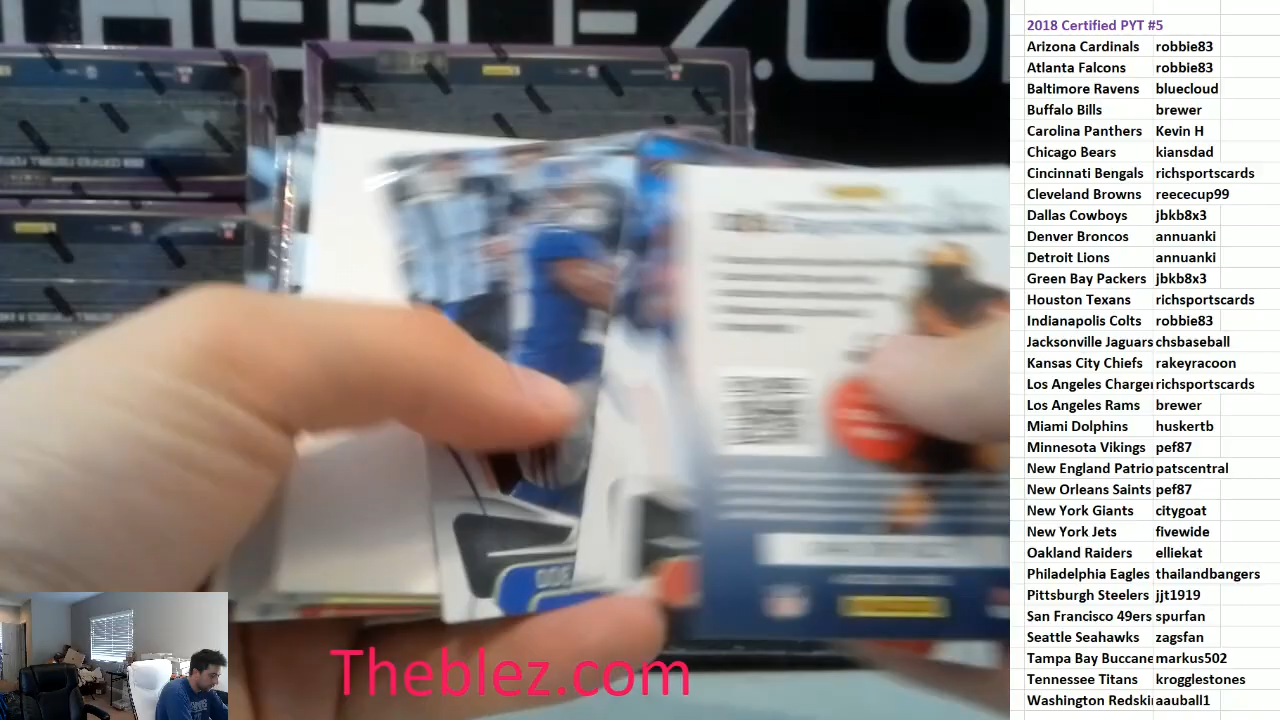 THEBLEZ.COM
2018 Certified PYT #5
Arizona Cardinals robbie83
Atlanta Falcons robbie83
Baltimore Ravens bluecloud
Buffalo Bills brewer
Carolina Panthers Kevin H
Chicago Bears kiansdad
Cincinnati Bengals richsportscards
Cleveland Browns reececup99
Dallas Cowboys jbkb8x3
Denver Broncos annuanki
Detroit Lions annuanki
Green Bay Packers jbkb8x3
Houston Texans richsportscards
Indianapolis Colts robbie83
Jacksonville Jaguars chsbaseball
Kansas City Chiefs rakeyracoon
Los Angeles Charger richsportscards
Los Angeles Rams brewer
Miami Dolphins huskertb
Minnesota Vikings pef87
New England Patrio patscentral
New Orleans Saints pef87
New York Giants citygoat
New York Jets fivewide
Oakland Raiders elliekat
Philadelphia Eagles thailandbangers
Pittsburgh Steelers jjt1919
San Francisco 49ers spurfan
Seattle Seahawks zagsfan
Tampa Bay Buccane markus502
Tennessee Titans krogglestones
Washington Redski aauball1
ODE
Theblez.com